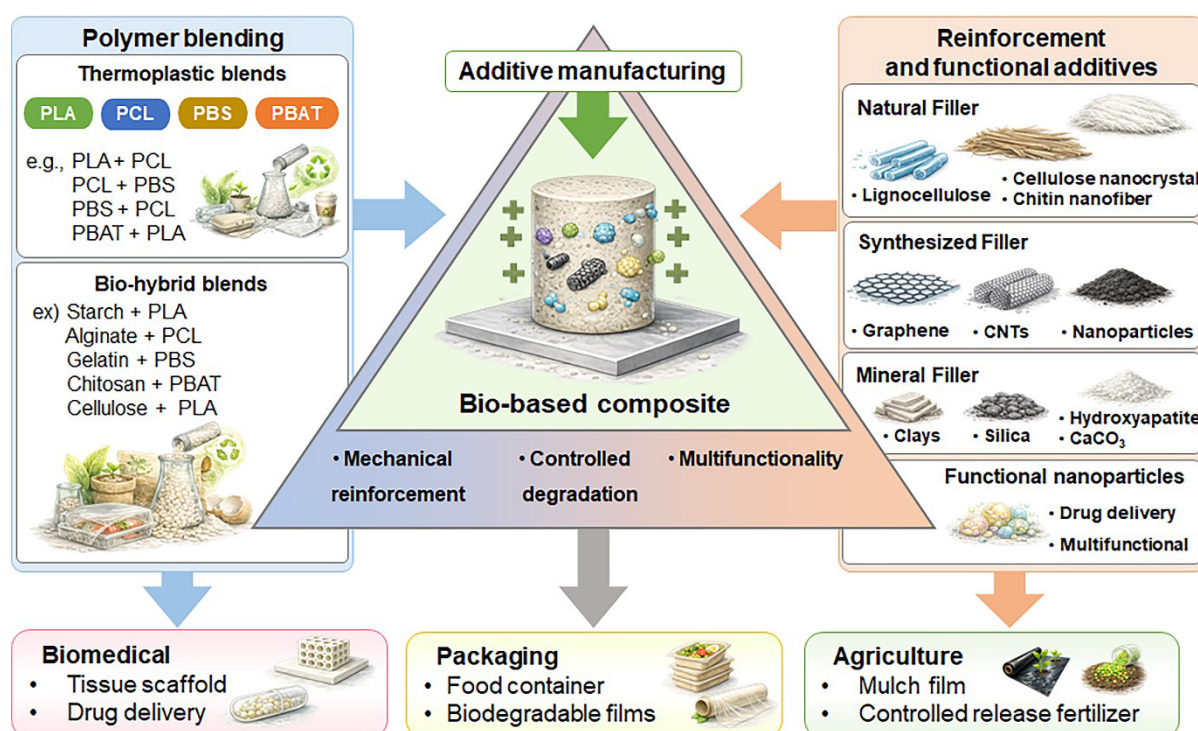 Polymer blending
Thermoplastic blends
PLA
PCL
PBS
PBAT
e.g., PLA + PCL
PCL + PBS
PBS + PCL
PBAT + PLA
Bio-hybrid blends
ex) Starch + PLA
Alginate + PCL
Gelatin + PBS
Chitosan + PBAT
Cellulose + PLA
Additive manufacturing
Bio-based composite
• Mechanical
reinforcement
• Controlled
degradation
• Multifunctionality
Reinforcement
and functional additives
Natural Filler
• Lignocellulose
• Cellulose nanocrystal
• Chitin nanofiber
Synthesized Filler
• Graphene
• CNTs
• Nanoparticles
Mineral Filler
• Clays
• Silica
• Hydroxyapatite
• CaCO₃
Functional nanoparticles
• Drug delivery
• Multifunctional
Biomedical
• Tissue scaffold
• Drug delivery
Packaging
• Food container
• Biodegradable films
Agriculture
• Mulch film
• Controlled release fertilizer